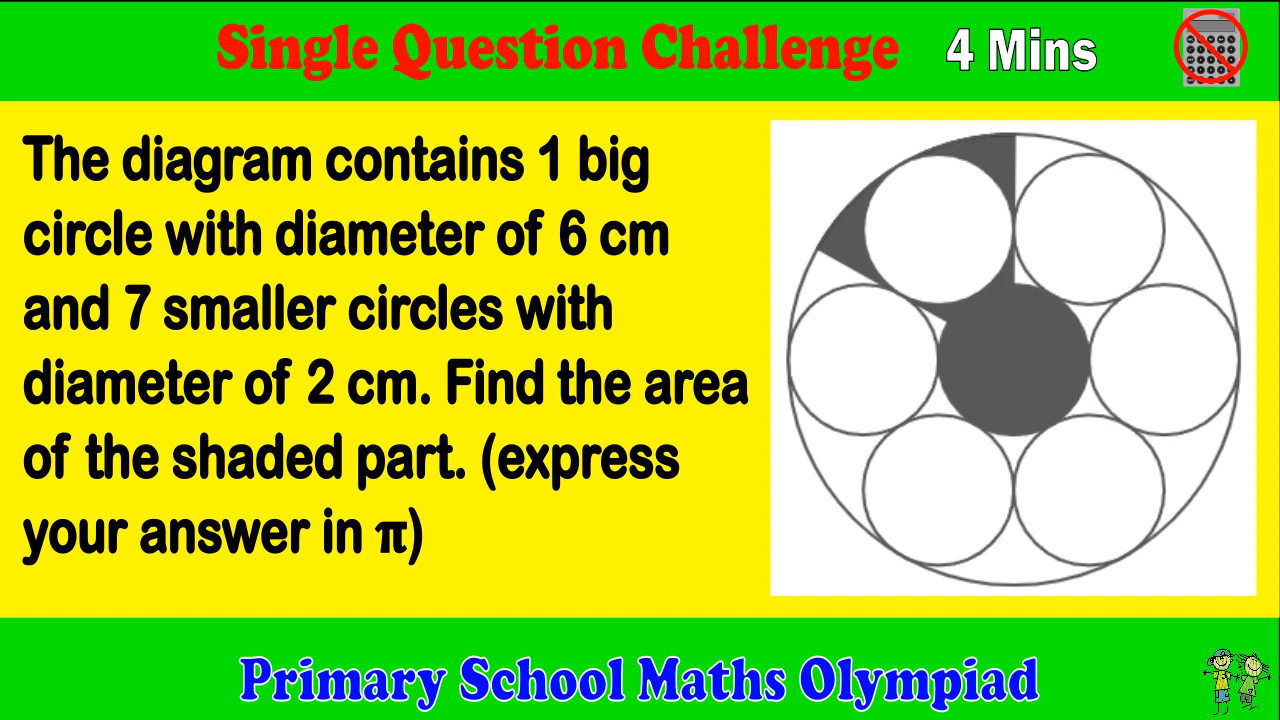 Single Question Challenge 4 Mins
The diagram contains 1 big
circle with diameter of 6 cm
and 7 smaller circles with
diameter of 2 cm. Find the area
of the shaded part. (express
your answer in π)
Primary School Maths Olympiad